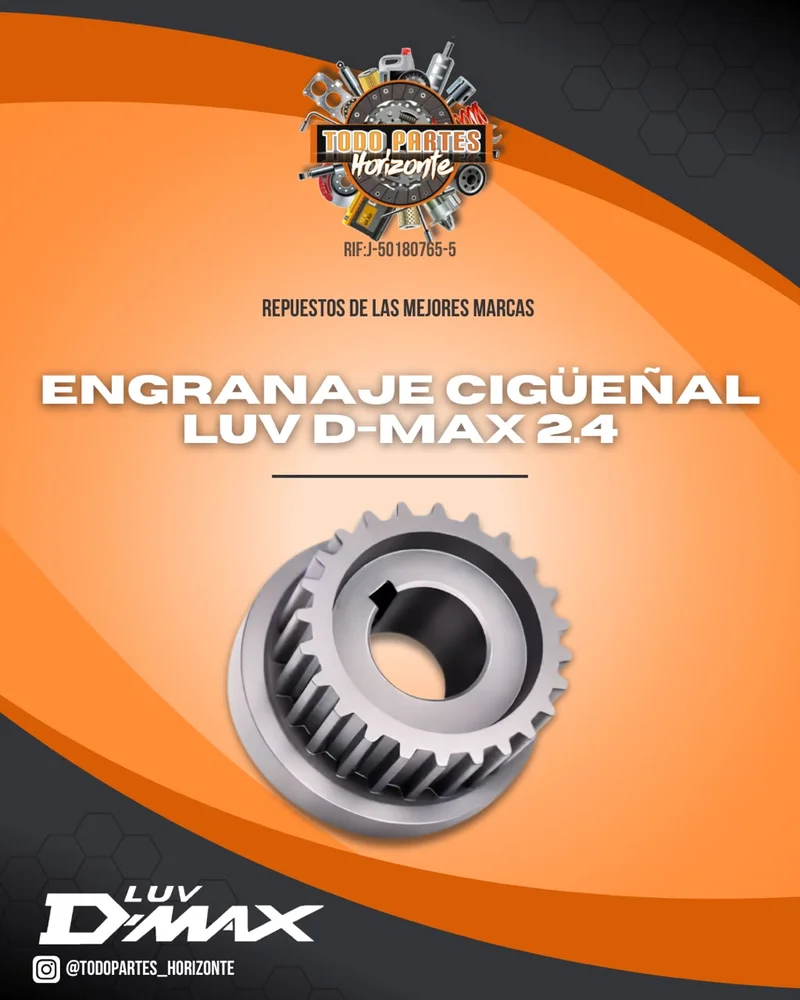 TODO PARTES
Horizonte
RIF:J-50180765-5
REPUESTOS DE LAS MEJORES MARCAS
ENGRANAJE CIGÜEÑAL
LUV D-MAX 2.4
LUV
D-MAX
@TODOPARTES_HORIZONTE